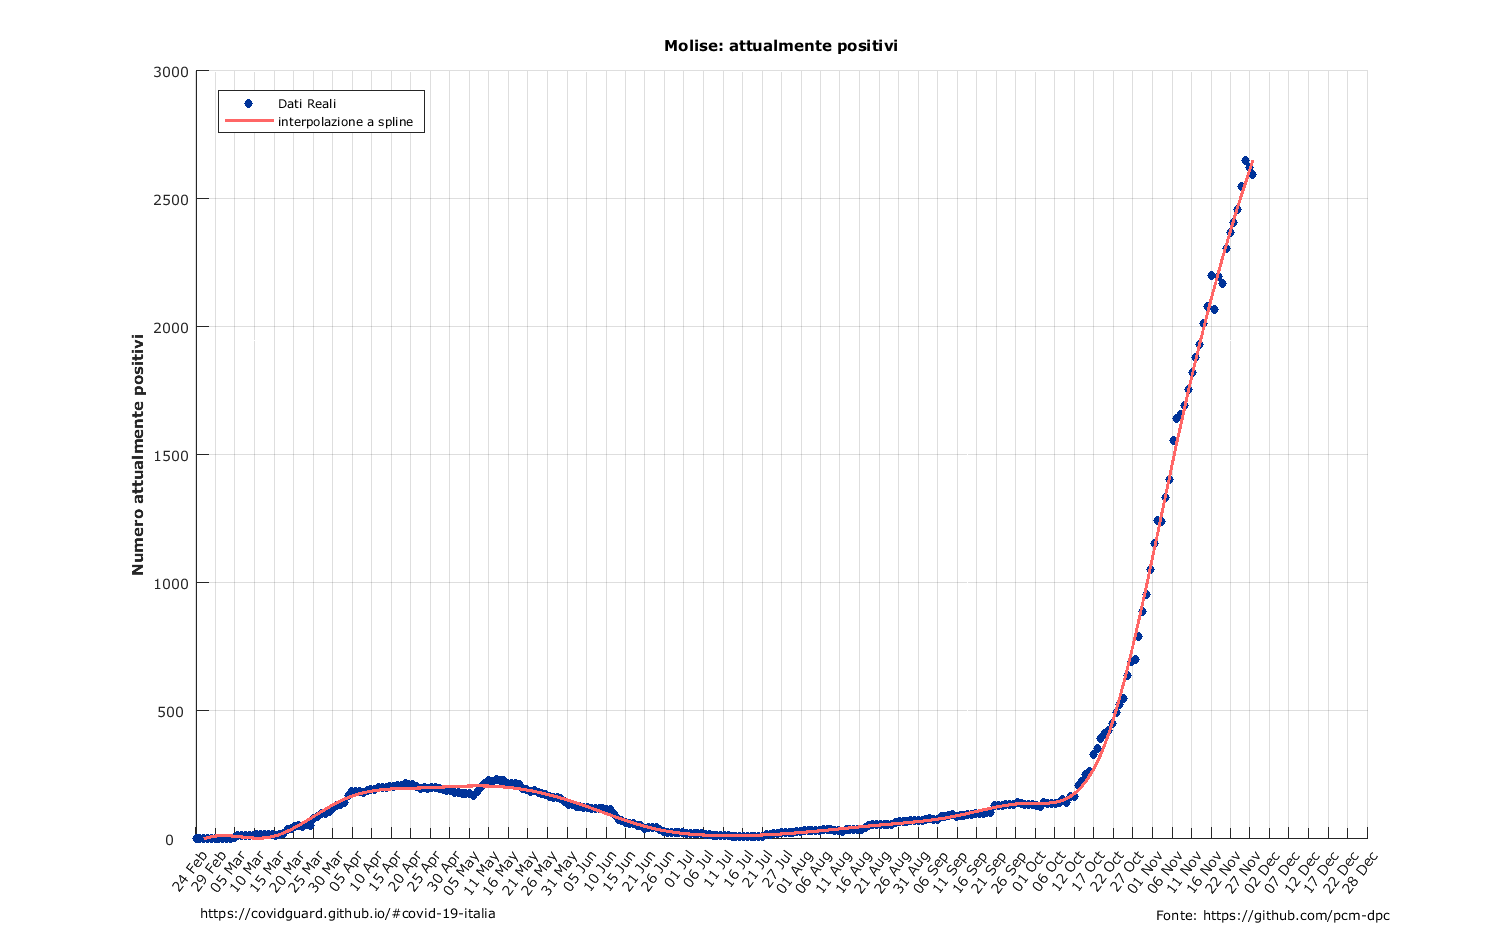 Molise: attualmente positivi
3000
2500
2000
1500
1000
500
0
Numero attualmente positivi
Dati Reali
interpolazione a spline
24 Feb
29 Feb
05 Mar
10 Mar
15 Mar
20 Mar
25 Mar
30 Mar
05 Apr
10 Apr
15 Apr
20 Apr
25 Apr
30 Apr
05 May
11 May
16 May
21 May
26 May
31 May
05 Jun
10 Jun
15 Jun
21 Jun
26 Jun
01 Jul
06 Jul
11 Jul
16 Jul
21 Jul
27 Jul
01 Aug
06 Aug
11 Aug
16 Aug
21 Aug
26 Aug
31 Aug
06 Sep
11 Sep
16 Sep
21 Sep
26 Sep
01 Oct
06 Oct
12 Oct
17 Oct
22 Oct
27 Oct
01 Nov
06 Nov
11 Nov
16 Nov
22 Nov
27 Nov
02 Dec
07 Dec
12 Dec
17 Dec
22 Dec
28 Dec
https://covidguard.github.io/#covid-19-italia
Fonte: https://github.com/pcm-dpc